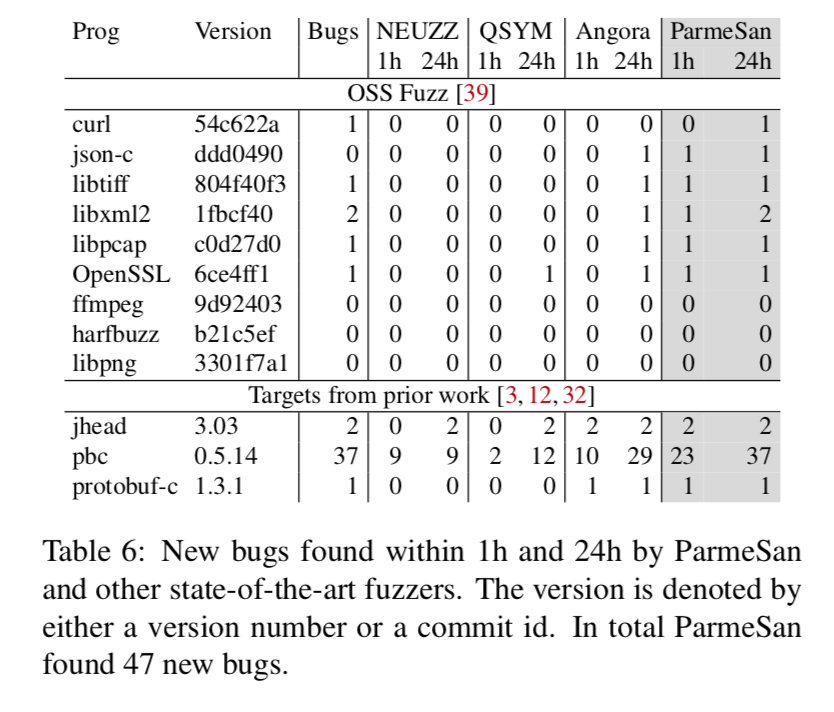 Prog Version Bugs NEUZZ QSYM Angora ParmeSan
1h 24h 1h 24h 1h 24h 1h 24h
OSS Fuzz [39]
curl 54c622a 1 0 0 0 0 0 0 0 1
json-c ddd0490 0 0 0 0 0 0 1 1 1
libtiff 804f40f3 1 0 0 0 0 0 1 1 1
libxml2 1fbcf40 2 0 0 0 0 0 1 1 2
libpcap c0d27d0 1 0 0 0 0 0 1 1 1
OpenSSL 6ce4ff1 1 0 0 0 1 0 1 1 1
ffmpeg 9d92403 0 0 0 0 0 0 0 0 0
harfbuzz b21c5ef 0 0 0 0 0 0 0 0 0
libpng 3301f7a1 0 0 0 0 0 0 0 0 0
Targets from prior work [3, 12, 32]
jhead 3.03 2 0 2 0 2 2 2 2 2
pbc 0.5.14 37 9 9 2 12 10 29 23 37
protobuf-c 1.3.1 1 0 0 0 0 1 1 1 1
Table 6: New bugs found within 1h and 24h by ParmeSan
and other state-of-the-art fuzzers. The version is denoted by
either a version number or a commit id. In total ParmeSan
found 47 new bugs.